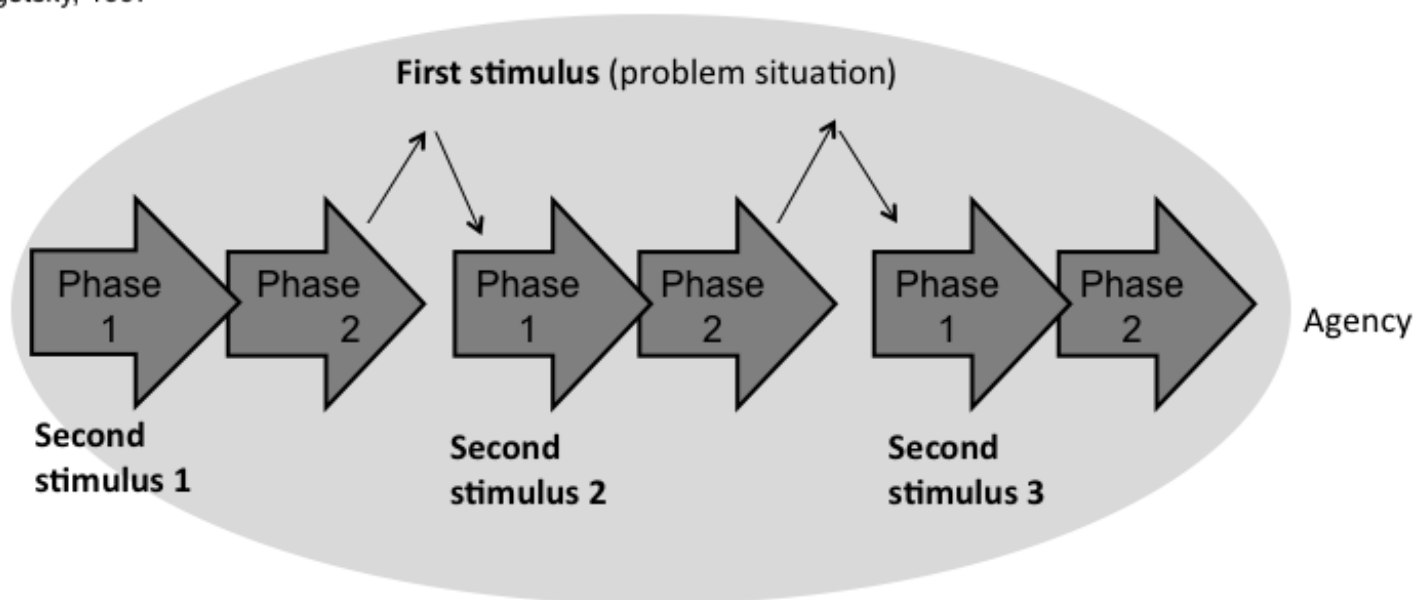 First stimulus (problem situation)
Phase
1
Phase
2
Phase
1
Phase
2
Phase
1
Phase
2
Agency
Second
stimulus 1
Second
stimulus 2
Second
stimulus 3